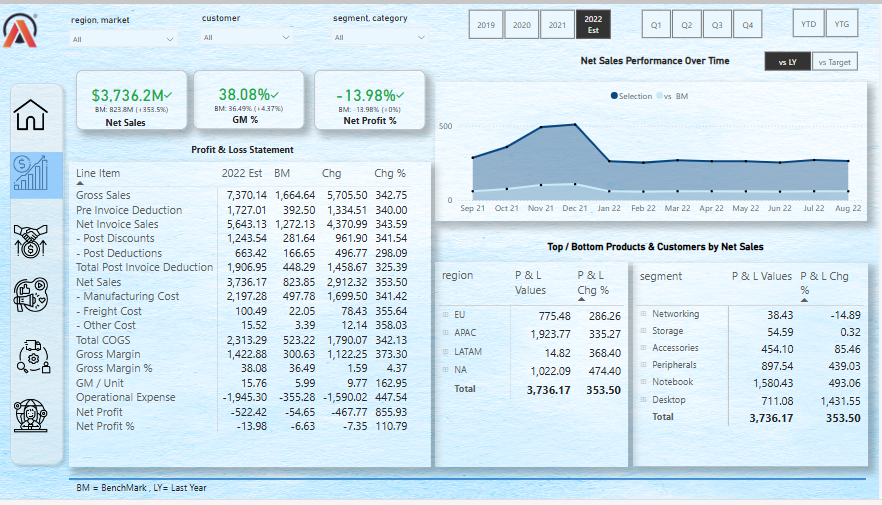 region, market
All
customer
All
segment, category
All
2019 2020 2021 2022 Est
Q1 Q2 Q3 Q4
YTD YTG
Net Sales Performance Over Time
vs LY vs Target
$3,736.2M✓
BM: 823.8M (+353.5%)
Net Sales
38.08%✓
BM: 36.49% (+4.37%)
GM %
-13.98%✓
BM: -13.98% (+0%)
Net Profit %
Selection vs BM
500
0
Sep 21 Oct 21 Nov 21 Dec 21 Jan 22 Feb 22 Mar 22 Apr 22 May 22 Jun 22 Jul 22 Aug 22
Profit & Loss Statement
Line Item 2022 Est BM Chg Chg %
Gross Sales 7,370.14 1,664.64 5,705.50 342.75
Pre Invoice Deduction 1,727.01 392.50 1,334.51 340.00
Net Invoice Sales 5,643.13 1,272.13 4,370.99 343.59
- Post Discounts 1,243.54 281.64 961.90 341.54
- Post Deductions 663.42 166.65 496.77 298.09
Total Post Invoice Deduction 1,906.95 448.29 1,458.67 325.39
Net Sales 3,736.17 823.85 2,912.32 353.50
- Manufacturing Cost 2,197.28 497.78 1,699.50 341.42
- Freight Cost 100.49 22.05 78.43 355.64
- Other Cost 15.52 3.39 12.14 358.03
Total COGS 2,313.29 523.22 1,790.07 342.13
Gross Margin 1,422.88 300.63 1,122.25 373.30
Gross Margin % 38.08 36.49 1.59 4.37
GM / Unit 15.76 5.99 9.77 162.95
Operational Expense -1,945.30 -355.28 -1,590.02 447.54
Net Profit -522.42 -54.65 -467.77 855.93
Net Profit % -13.98 -6.63 -7.35 110.79
Top / Bottom Products & Customers by Net Sales
region P & L Values P & L Chg %
EU 775.48 286.26
APAC 1,923.77 335.27
LATAM 14.82 368.40
NA 1,022.09 474.40
Total 3,736.17 353.50
segment P & L Values P & L Chg %
Networking 38.43 -14.89
Storage 54.59 0.32
Accessories 454.10 85.46
Peripherals 897.54 439.03
Notebook 1,580.43 493.06
Desktop 711.08 1,431.55
Total 3,736.17 353.50
BM = BenchMark , LY= Last Year